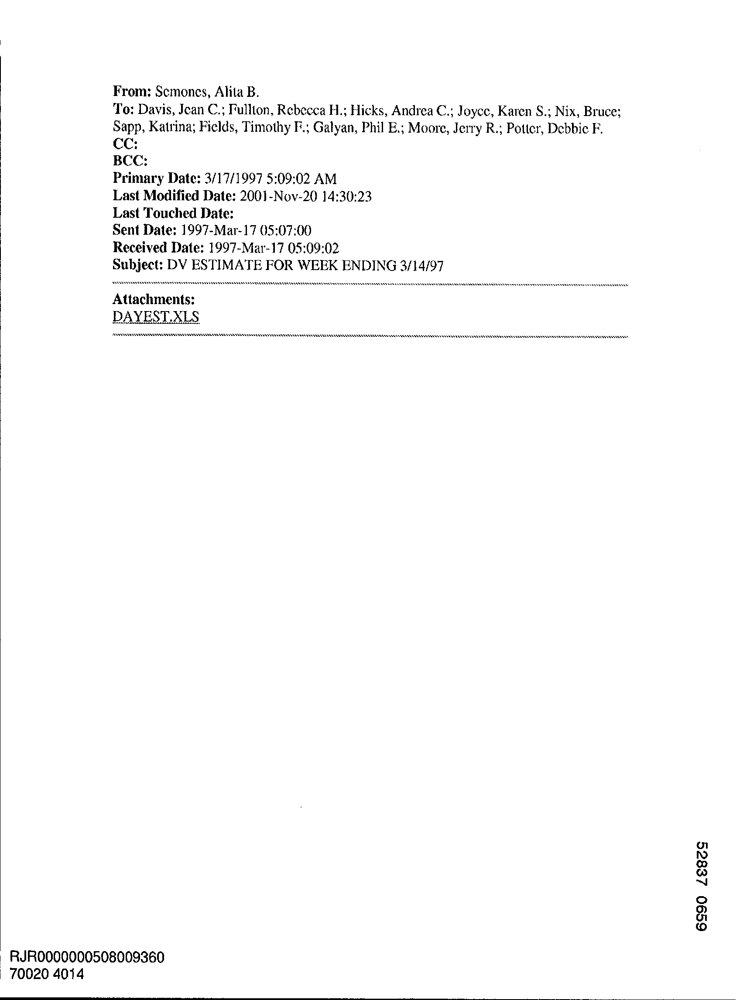 From: Semones, Alita B.
To: Davis, Jean C.; Fullton, Rebecca H.; Hicks, Andrea C.; Joyce, Karen S.; Nix, Bruce;
Sapp, Katrina; Fields, Timothy F.; Galyan, Phil E.; Moore, Jerry R.; Potter, Debbie F.
CC:
BCC:
Primary Date: 3/17/1997 5:09:02 AM
Last Modified Date: 2001-Nov-20 14:30:23
Last Touched Date:
Sent Date: 1997-Mar-17 05:07:00
Received Date: 1997-Mar-17 05:09:02
Subject: DV ESTIMATE FOR WEEK ENDING 3/14/97
Attachments:
DAYEST.XLS
52837 0659
RJR0000000508009360
70020 4014